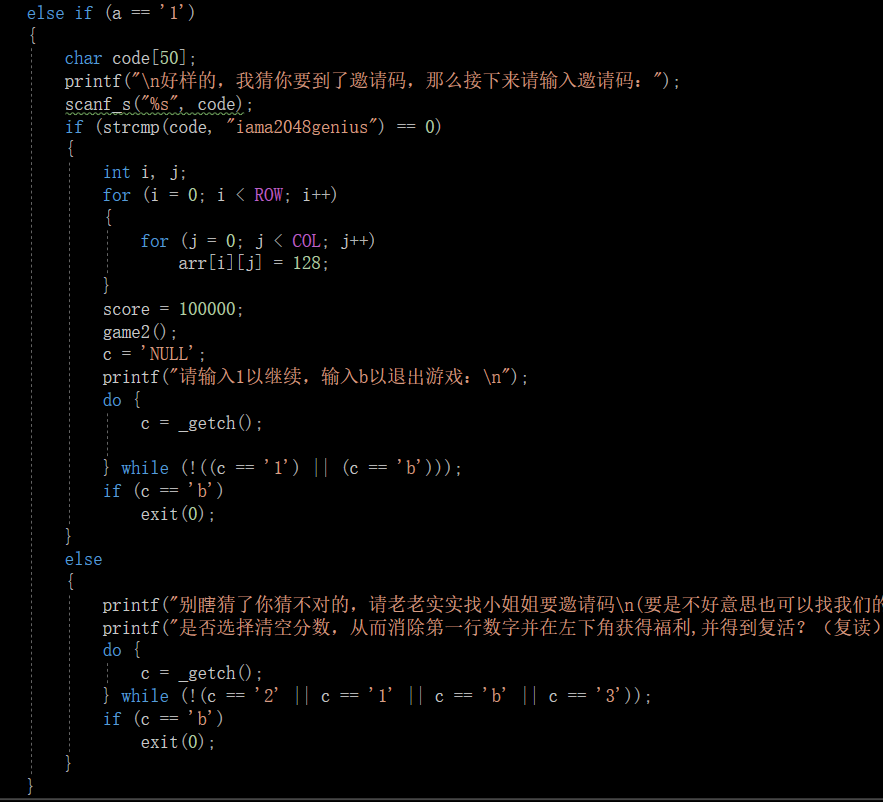 else if (a == '1')
{
char code[50];
printf("\n好样的，我猜你要到了邀请码，那么接下来请输入邀请码：");
scanf_s("%s", code);
if (strcmp(code, "iama2048genius") == 0)
{
int i, j;
for (i = 0; i < ROW; i++)
{
for (j = 0; j < COL; j++)
arr[i][j] = 128;
}
score = 100000;
game2();
c = 'NULL';
printf("请输入1以继续，输入b以退出游戏：\n");
do {
c = _getch();
} while (!((c == '1') || (c == 'b')));
if (c == 'b')
exit(0);
}
else
{
printf("别瞎猜了你猜不对的，请老老实实找小姐姐要邀请码\n(要是不好意思也可以找我们的
printf("是否选择清空分数，从而消除第一行数字并在左下角获得福利,并得到复活？（复读）
do {
c = _getch();
} while (!(c == '2' || c == '1' || c == 'b' || c == '3'));
if (c == 'b')
exit(0);
}
}